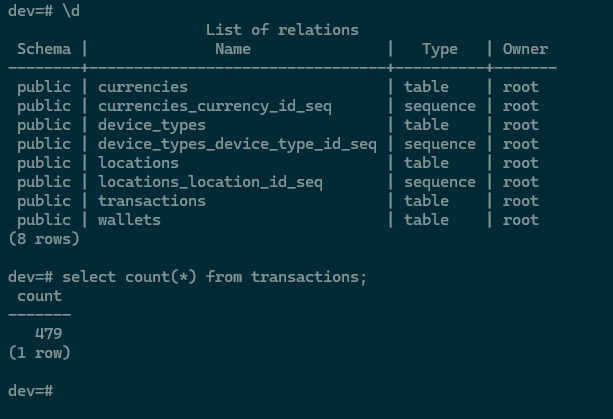 dev=# \d
                      List of relations
 Schema |              Name              |   Type   | Owner
--------+--------------------------------+----------+-------
 public | currencies                     | table    | root
 public | currencies_currency_id_seq     | sequence | root
 public | device_types                   | table    | root
 public | device_types_device_type_id_seq | sequence | root
 public | locations                      | table    | root
 public | locations_location_id_seq      | sequence | root
 public | transactions                   | table    | root
 public | wallets                        | table    | root
(8 rows)
dev=# select count(*) from transactions;
 count
-------
   479
(1 row)
dev=#